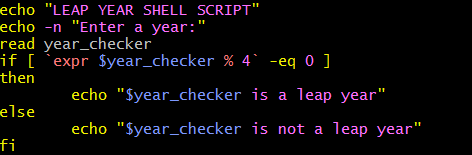 echo "LEAP YEAR SHELL SCRIPT"
echo -n "Enter a year:"
read year_checker
if [ `expr $year_checker % 4` -eq 0 ]
then
        echo "$year_checker is a leap year"
else
        echo "$year_checker is not a leap year"
fi